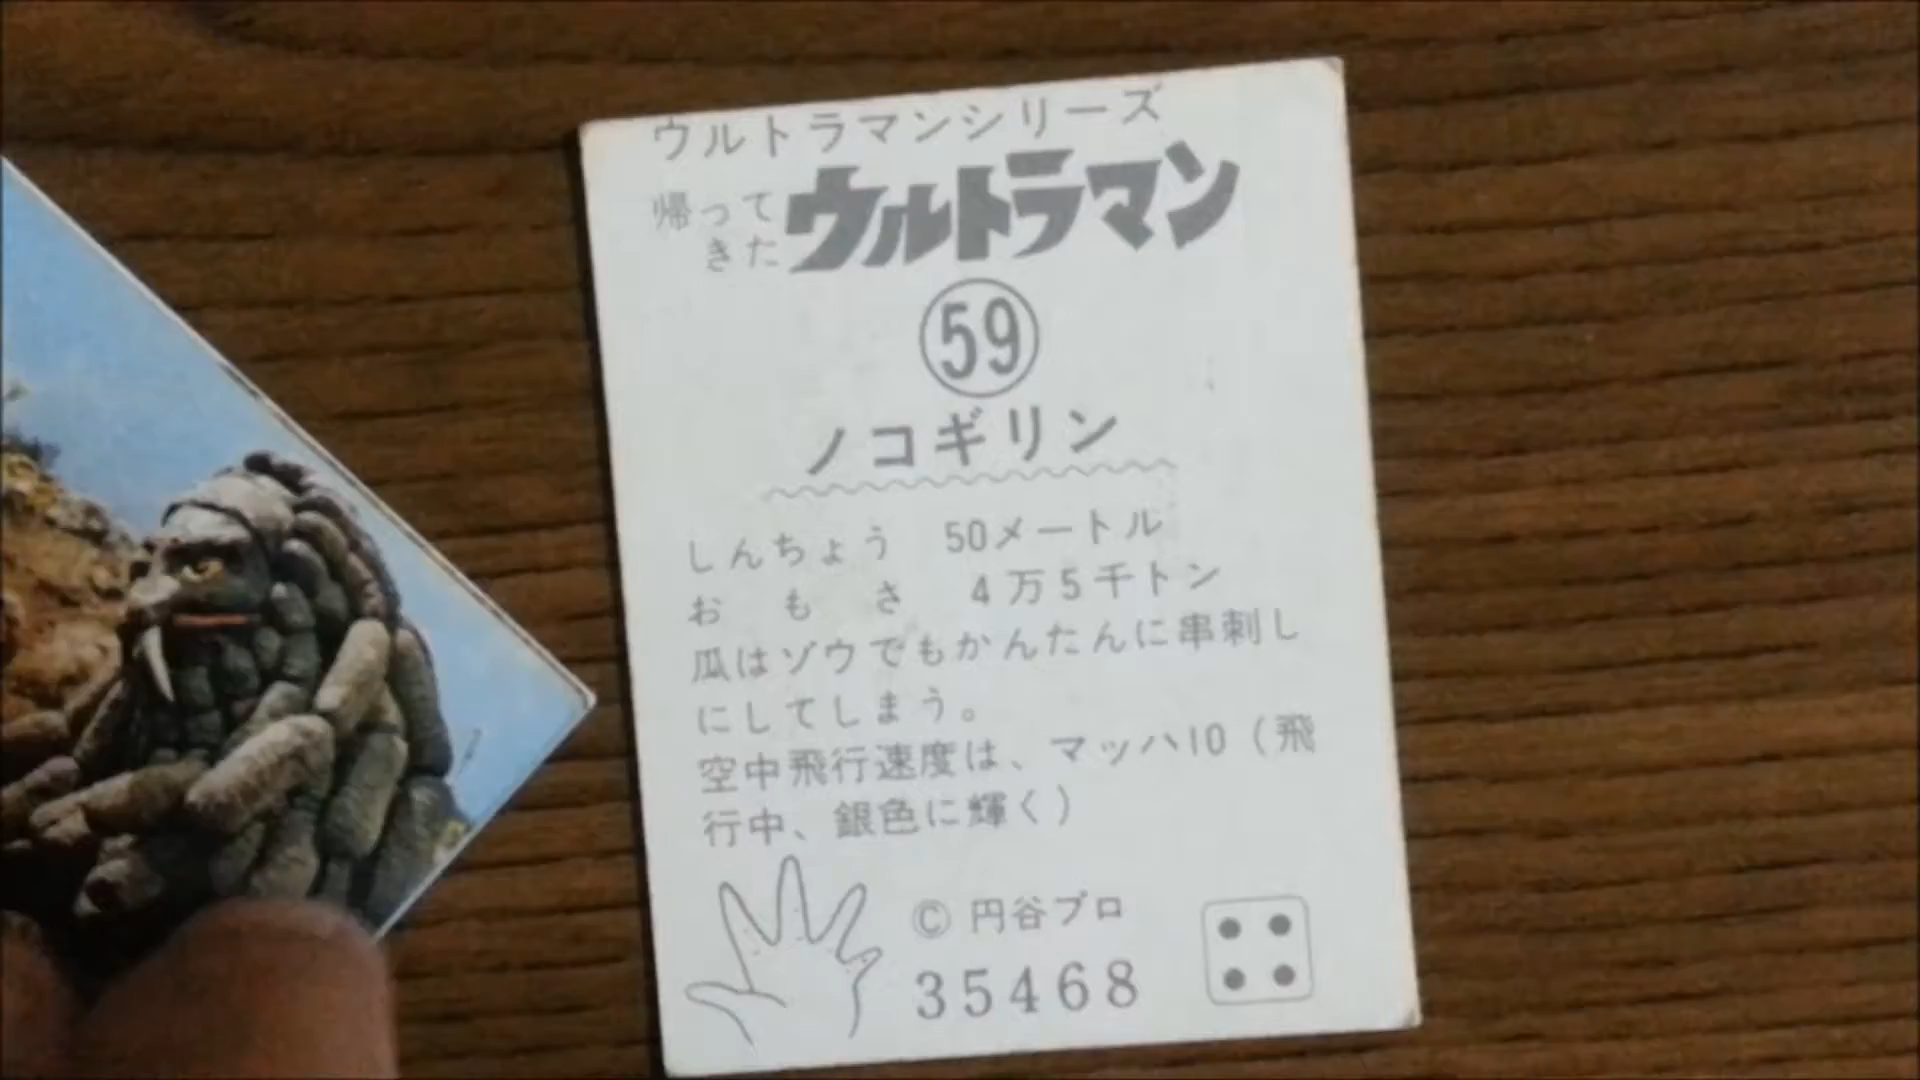 ウルトラマンシリーズ
帰ってきたウルトラマン
59
ノコギリン
しんちょう 50メートル
おもさ 4万5千トン
瓜はゾウでもかんたんに串刺し
にしてしまう。
空中飛行速度は、マッハ10(飛
行中、銀色に輝く)
© 円谷プロ
35468